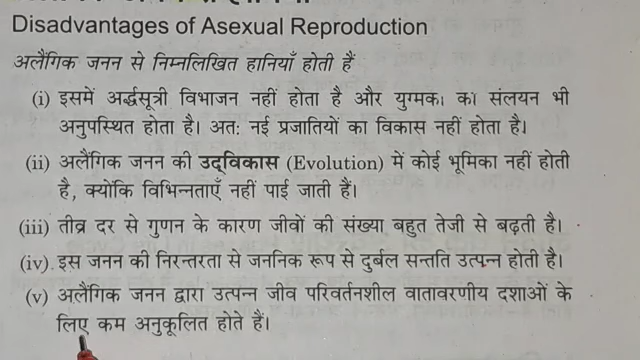 Disadvantages of Asexual Reproduction
अलैंगिक जनन से निम्नलिखित हानियाँ होती हैं
(i) इसमें अर्द्धसूत्री विभाजन नहीं होता है और युग्मकों का संलयन भी
अनुपस्थित होता है। अत: नई प्रजातियों का विकास नहीं होता है।
(ii) अलैंगिक जनन की उद्‌विकास (Evolution) में कोई भूमिका नहीं होती
है, क्योंकि विभिन्नताएँ नहीं पाई जाती हैं।
(iii) तीव्र दर से गुणन के कारण जीवों की संख्या बहुत तेजी से बढ़ती है।
(iv) इस जनन की निरन्तरता से जननिक रूप से दुर्बल सन्तति उत्पन्न होती है।
(v) अलैंगिक जनन द्वारा उत्पन्न जीव परिवर्तनशील वातावरणीय दशाओं के
लिए कम अनुकूलित होते हैं।